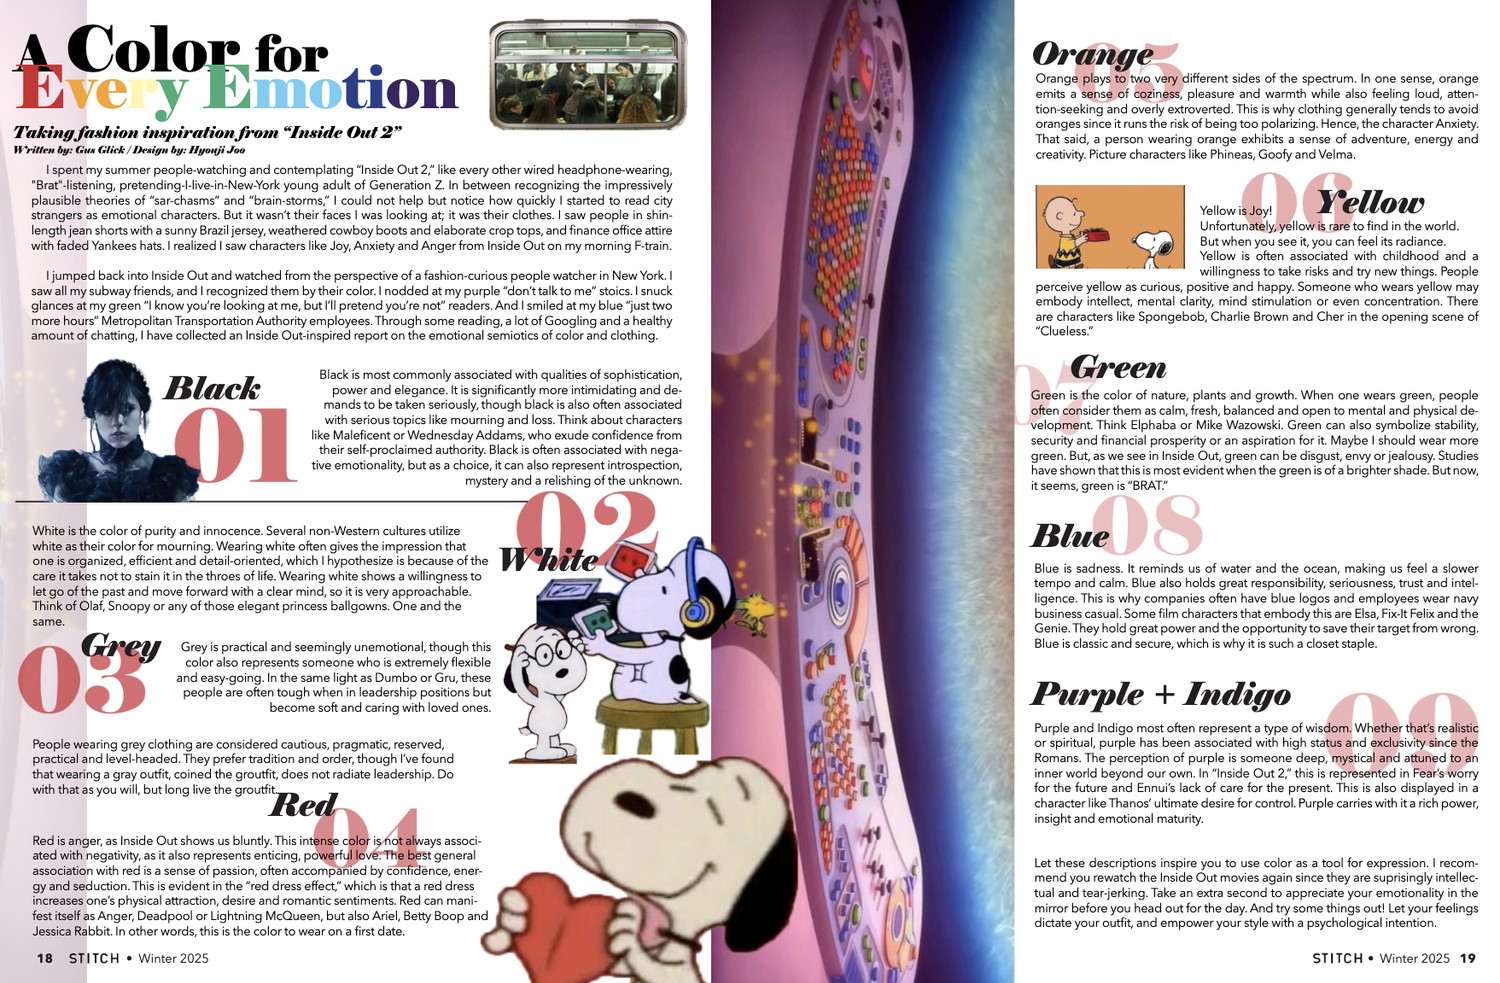 A Color for
Every Emotion
Taking fashion inspiration from “Inside Out 2”
Written by: Gus Glick / Design by: Hyouji Joo
I spent my summer people-watching and contemplating “Inside Out 2,” like every other wired headphone-wearing,
"Brat"-listening, pretending-I-live-in-New-York young adult of Generation Z. In between recognizing the impressively
plausible theories of “sar-chasms” and “brain-storms,” I could not help but notice how quickly I started to read city
strangers as emotional characters. But it wasn’t their faces I was looking at; it was their clothes. I saw people in shin-
length jean shorts with a sunny Brazil jersey, weathered cowboy boots and elaborate crop tops, and finance office attire
with faded Yankees hats. I realized I saw characters like Joy, Anxiety and Anger from Inside Out on my morning F-train.
I jumped back into Inside Out and watched from the perspective of a fashion-curious people watcher in New York. I
saw all my subway friends, and I recognized them by their color. I nodded at my purple “don’t talk to me” stoics. I snuck
glances at my green “I know you’re looking at me, but I’ll pretend you’re not” readers. And I smiled at my blue “just two
more hours” Metropolitan Transportation Authority employees. Through some reading, a lot of Googling and a healthy
amount of chatting, I have collected an Inside Out-inspired report on the emotional semiotics of color and clothing.
Black
01
Black is most commonly associated with qualities of sophistication,
power and elegance. It is significantly more intimidating and de-
mands to be taken seriously, though black is also often associated
with serious topics like mourning and loss. Think about characters
like Maleficent or Wednesday Addams, who exude confidence from
their self-proclaimed authority. Black is often associated with nega-
tive emotionality, but as a choice, it can also represent introspection,
mystery and a relishing of the unknown.
02
White
White is the color of purity and innocence. Several non-Western cultures utilize
white as their color for mourning. Wearing white often gives the impression that
one is organized, efficient and detail-oriented, which I hypothesize is because of the
care it takes not to stain it in the throes of life. Wearing white shows a willingness to
let go of the past and move forward with a clear mind, so it is very approachable.
Think of Olaf, Snoopy or any of those elegant princess ballgowns. One and the
same.
Grey
03
Grey is practical and seemingly unemotional, though this
color also represents someone who is extremely flexible
and easy-going. In the same light as Dumbo or Gru, these
people are often tough when in leadership positions but
become soft and caring with loved ones.
People wearing grey clothing are considered cautious, pragmatic, reserved,
practical and level-headed. They prefer tradition and order, though I’ve found
that wearing a gray outfit, coined the groutfit, does not radiate leadership. Do
with that as you will, but long live the groutfit.
Red
04
Red is anger, as Inside Out shows us bluntly. This intense color is not always associ-
ated with negativity, as it also represents enticing, powerful love. The best general
association with red is a sense of passion, often accompanied by confidence, ener-
gy and seduction. This is evident in the “red dress effect,” which is that a red dress
increases one’s physical attraction, desire and romantic sentiments. Red can mani-
fest itself as Anger, Deadpool or Lightning McQueen, but also Ariel, Betty Boop and
Jessica Rabbit. In other words, this is the color to wear on a first date.
18 STITCH • Winter 2025
Orange
05
Orange plays to two very different sides of the spectrum. In one sense, orange
emits a sense of coziness, pleasure and warmth while also feeling loud, atten-
tion-seeking and overly extroverted. This is why clothing generally tends to avoid
oranges since it runs the risk of being too polarizing. Hence, the character Anxiety.
That said, a person wearing orange exhibits a sense of adventure, energy and
creativity. Picture characters like Phineas, Goofy and Velma.
06
Yellow
Yellow is Joy!
Unfortunately, yellow is rare to find in the world.
But when you see it, you can feel its radiance.
Yellow is often associated with childhood and a
willingness to take risks and try new things. People
perceive yellow as curious, positive and happy. Someone who wears yellow may
embody intellect, mental clarity, mind stimulation or even concentration. There
are characters like Spongebob, Charlie Brown and Cher in the opening scene of
“Clueless.”
07
Green
Green is the color of nature, plants and growth. When one wears green, people
often consider them as calm, fresh, balanced and open to mental and physical de-
velopment. Think Elphaba or Mike Wazowski. Green can also symbolize stability,
security and financial prosperity or an aspiration for it. Maybe I should wear more
green. But, as we see in Inside Out, green can be disgust, envy or jealousy. Studies
have shown that this is most evident when the green is of a brighter shade. But now,
it seems, green is “BRAT.”
08
Blue
Blue is sadness. It reminds us of water and the ocean, making us feel a slower
tempo and calm. Blue also holds great responsibility, seriousness, trust and intel-
ligence. This is why companies often have blue logos and employees wear navy
business casual. Some film characters that embody this are Elsa, Fix-It Felix and the
Genie. They hold great power and the opportunity to save their target from wrong.
Blue is classic and secure, which is why it is such a closet staple.
Purple + Indigo
09
Purple and Indigo most often represent a type of wisdom. Whether that’s realistic
or spiritual, purple has been associated with high status and exclusivity since the
Romans. The perception of purple is someone deep, mystical and attuned to an
inner world beyond our own. In “Inside Out 2,” this is represented in Fear’s worry
for the future and Ennui’s lack of care for the present. This is also displayed in a
character like Thanos’ ultimate desire for control. Purple carries with it a rich power,
insight and emotional maturity.
Let these descriptions inspire you to use color as a tool for expression. I recom-
mend you rewatch the Inside Out movies again since they are suprisingly intellec-
tual and tear-jerking. Take an extra second to appreciate your emotionality in the
mirror before you head out for the day. And try some things out! Let your feelings
dictate your outfit, and empower your style with a psychological intention.
STITCH • Winter 2025 19